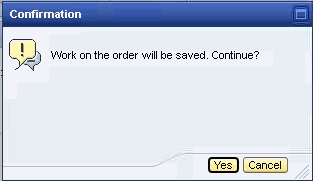 Confirmation
Work on the order will be saved. Continue?
Yes Cancel